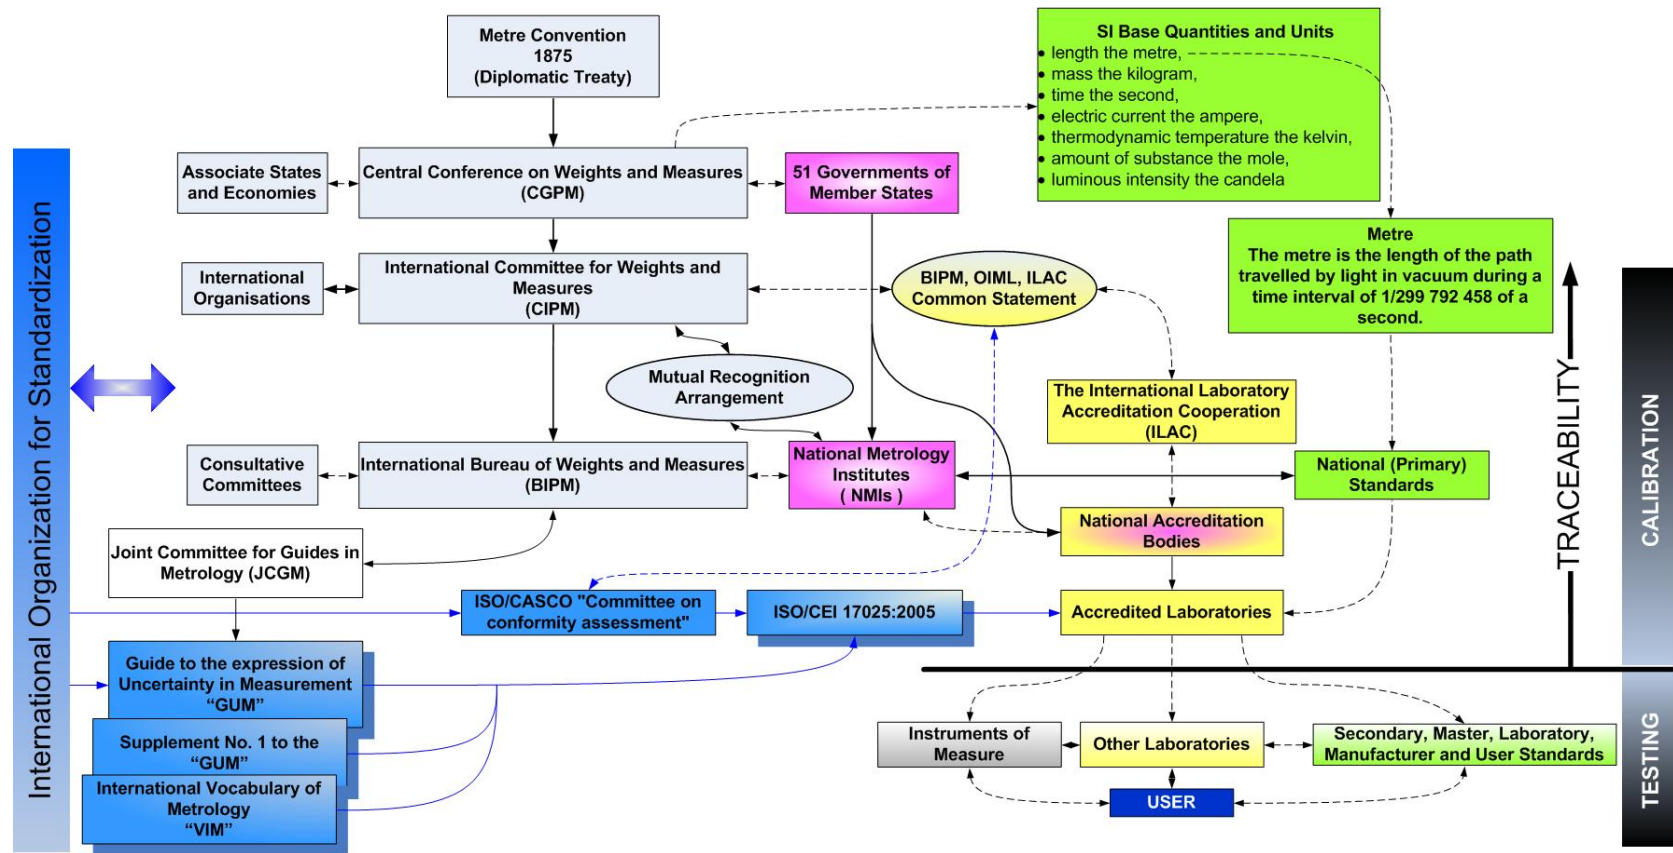 Metre Convention
1875
(Diplomatic Treaty)
SI Base Quantities and Units
• length the metre,
• mass the kilogram,
• time the second,
• electric current the ampere,
• thermodynamic temperature the kelvin,
• amount of substance the mole,
• luminous intensity the candela
Associate States
and Economies
Central Conference on Weights and Measures
(CGPM)
51 Governments of
Member States
Metre
The metre is the length of the path
travelled by light in vacuum during a
time interval of 1/299 792 458 of a
second.
International
Organisations
International Committee for Weights and
Measures
(CIPM)
BIPM, OIML, ILAC
Common Statement
Mutual Recognition
Arrangement
The International Laboratory
Accreditation Cooperation
(ILAC)
Consultative
Committees
International Bureau of Weights and Measures
(BIPM)
National Metrology
Institutes
( NMIs )
National (Primary)
Standards
National Accreditation
Bodies
Joint Committee for Guides in
Metrology (JCGM)
ISO/CASCO "Committee on
conformity assessment"
ISO/CEI 17025:2005
Accredited Laboratories
Guide to the expression of
Uncertainty in Measurement
“GUM”
Supplement No. 1 to the
“GUM”
International Vocabulary of
Metrology
“VIM”
Instruments of
Measure
Other Laboratories
Secondary, Master, Laboratory,
Manufacturer and User Standards
USER
International Organization for Standardization
TRACEABILITY
CALIBRATION
TESTING